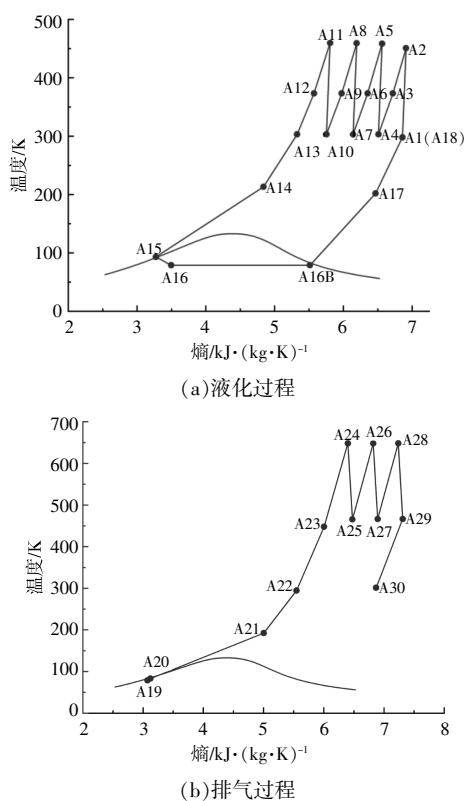 500
A11
A8
A5
A2
400
A12
A9
A6
A3
300
A13
A10
A7
A4
A1(A18)
200
A14
A17
A15
100
A16
A16B
0
2
3
4
5
6
7
温度/K
熵/kJ·(kg·K)⁻¹
(a)液化过程
700
A24
A26
A28
600
500
A23
A25
A27
A29
400
300
A22
A30
200
A21
100
A20
A19
0
2
3
4
5
6
7
8
温度/K
熵/kJ·(kg·K)⁻¹
(b)排气过程